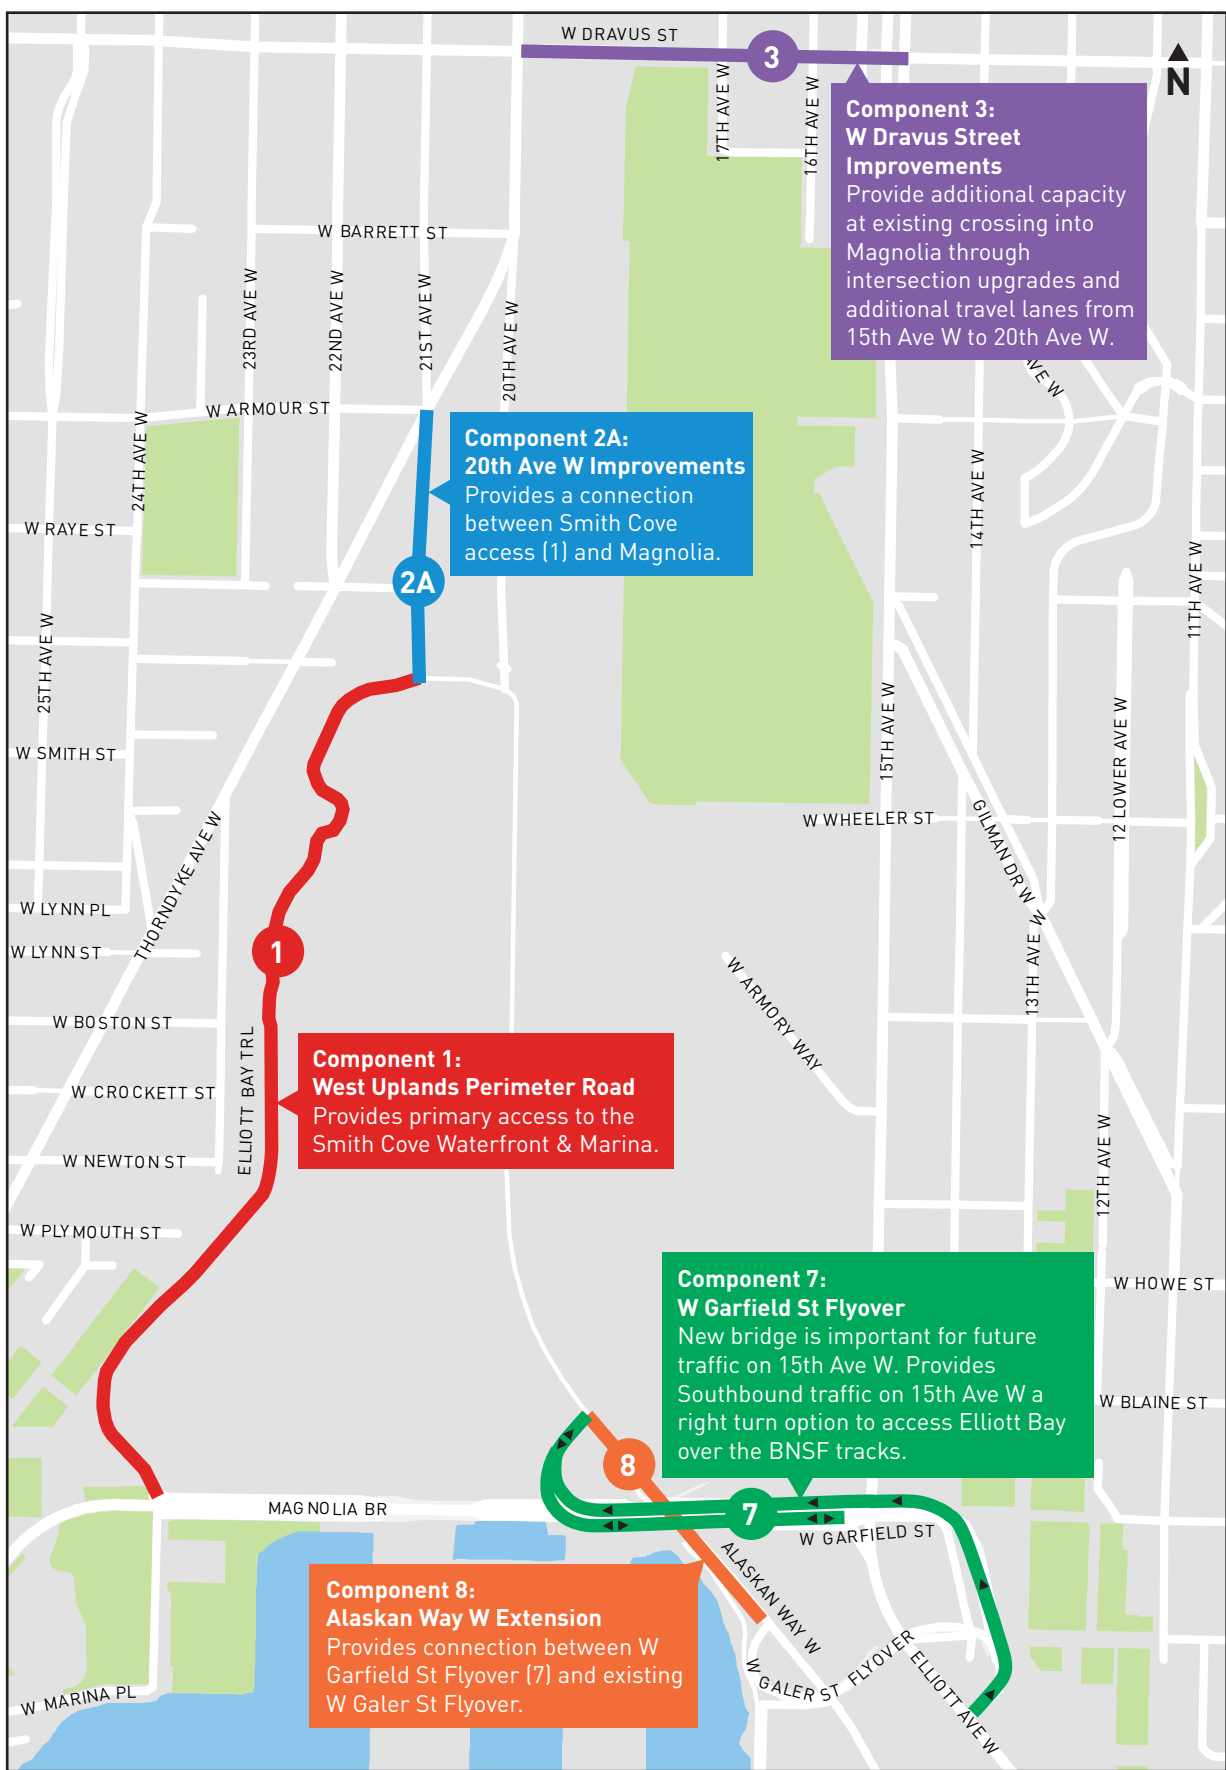 W DRAVUS ST
3
N
17TH AVE W
16TH AVE W
Component 3:
W Dravus Street
Improvements
Provide additional capacity
at existing crossing into
Magnolia through
intersection upgrades and
additional travel lanes from
15th Ave W to 20th Ave W.
W BARRETT ST
23RD AVE W
22ND AVE W
21ST AVE W
20TH AVE W
AVE W
W ARMOUR ST
24TH AVE W
Component 2A:
20th Ave W Improvements
Provides a connection
between Smith Cove
access (1) and Magnolia.
14TH AVE W
W RAYE ST
2A
11TH AVE W
25TH AVE W
15TH AVE W
12 LOWER AVE W
W SMITH ST
THORNDYKE AVE W
W WHEELER ST
GILMAN DR W
W
W LYNN PL
W LYNN ST
1
W ARMORY WAY
13TH AVE W
W BOSTON ST
ELLIOTT BAY TRL
Component 1:
West Uplands Perimeter Road
Provides primary access to the
Smith Cove Waterfront & Marina.
W CROCKETT ST
W NEWTON ST
12TH AVE W
W PLYMOUTH ST
Component 7:
W Garfield St Flyover
New bridge is important for future
traffic on 15th Ave W. Provides
Southbound traffic on 15th Ave W a
right turn option to access Elliott Bay
over the BNSF tracks.
W HOWE ST
W BLAINE ST
8
MAGNOLIA BR
7
W GARFIELD ST
ALASKAN WAY W
Component 8:
Alaskan Way W Extension
Provides connection between W
Garfield St Flyover (7) and existing
W Galer St Flyover.
W GALER ST FLYOVER
ELLIOTT AVE W
W MARINA PL